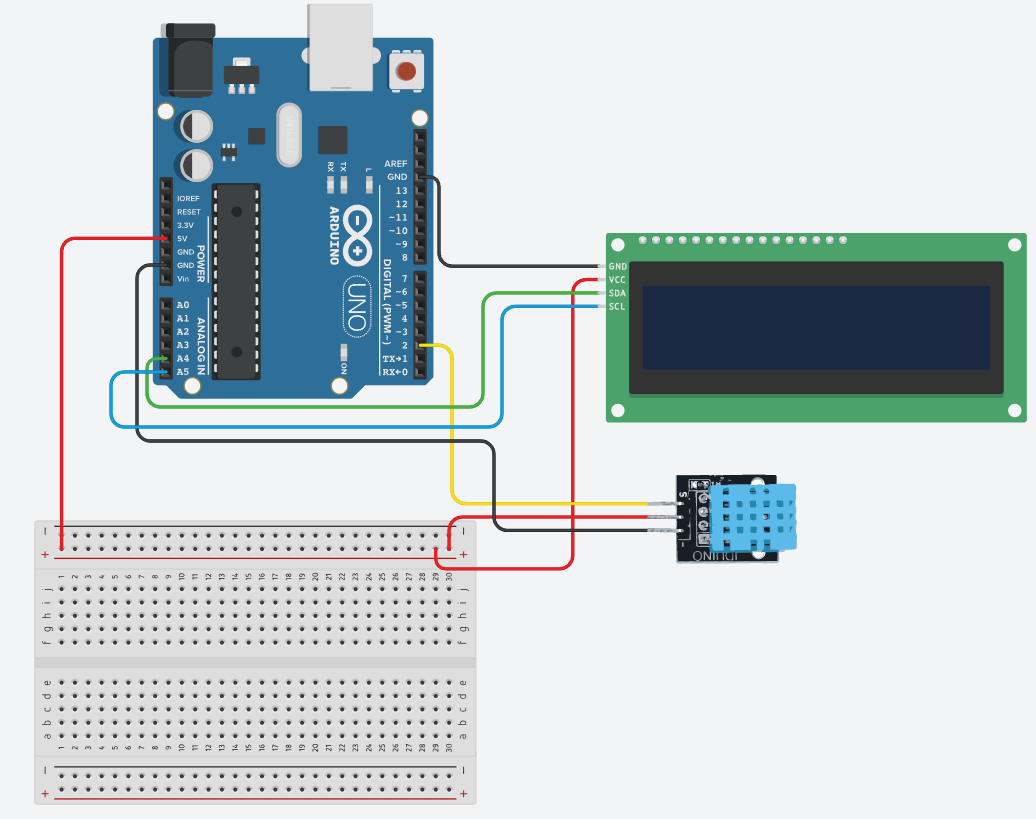 RX
TX
L
AREF
GND
13
12
~11
~10
~9
8
7
~6
~5
4
~3
2
TX→1
RX←0
DIGITAL (PWM~)
ARDUINO
UNO
ON
IOREF
RESET
3.3V
5V
GND
GND
Vin
POWER
A0
A1
A2
A3
A4
A5
ANALOG IN
GND
VCC
SDA
SCL
S
−
− −
+ +
1 2 3 4 5 6 7 8 9 10 11 12 13 14 15 16 17 18 19 20 21 22 23 24 25 26 27 28 29 30
j j
i i
h h
g g
f f
e e
d d
c c
b b
a a
1 2 3 4 5 6 7 8 9 10 11 12 13 14 15 16 17 18 19 20 21 22 23 24 25 26 27 28 29 30
− −
+ +